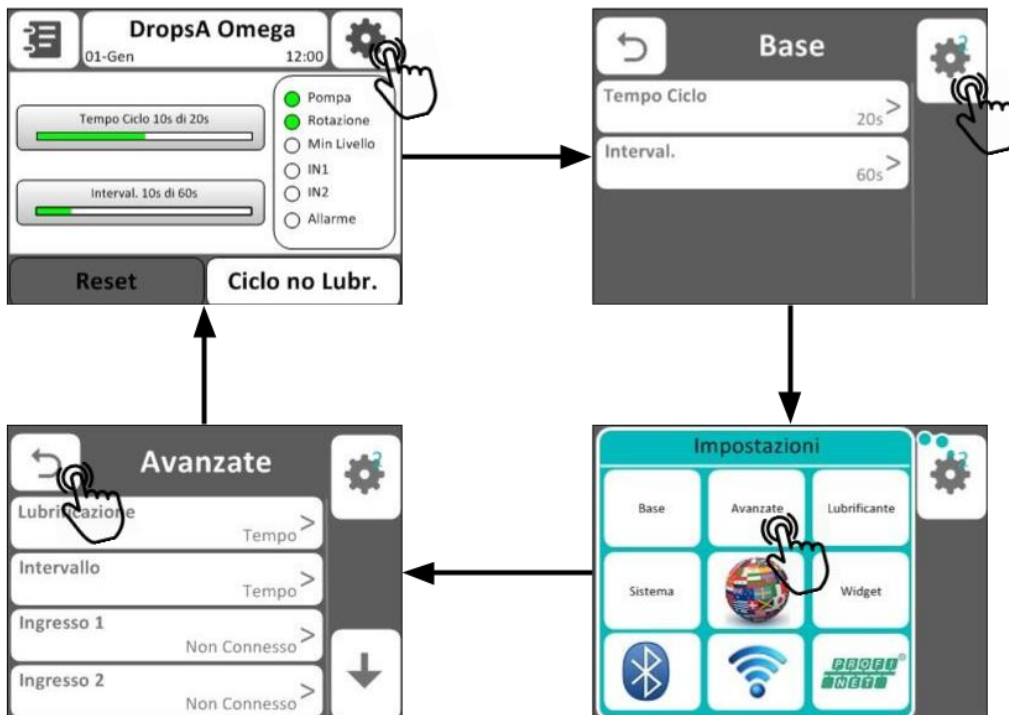 DropsA Omega
01-Gen 12:00
Tempo Ciclo 10s di 20s
Interval. 10s di 60s
Pompa
Rotazione
Min Livello
IN1
IN2
Allarme
Reset
Ciclo no Lubr.
Base
2
Tempo Ciclo
20s >
Interval.
60s >
Avanzate
2
Lubrificazione
Tempo >
Intervallo
Tempo >
Ingresso 1
Non Connesso >
Ingresso 2
Non Connesso >
Impostazioni
2
Base
Avanzate
Lubrificante
Sistema
Widget
PROFI
NET